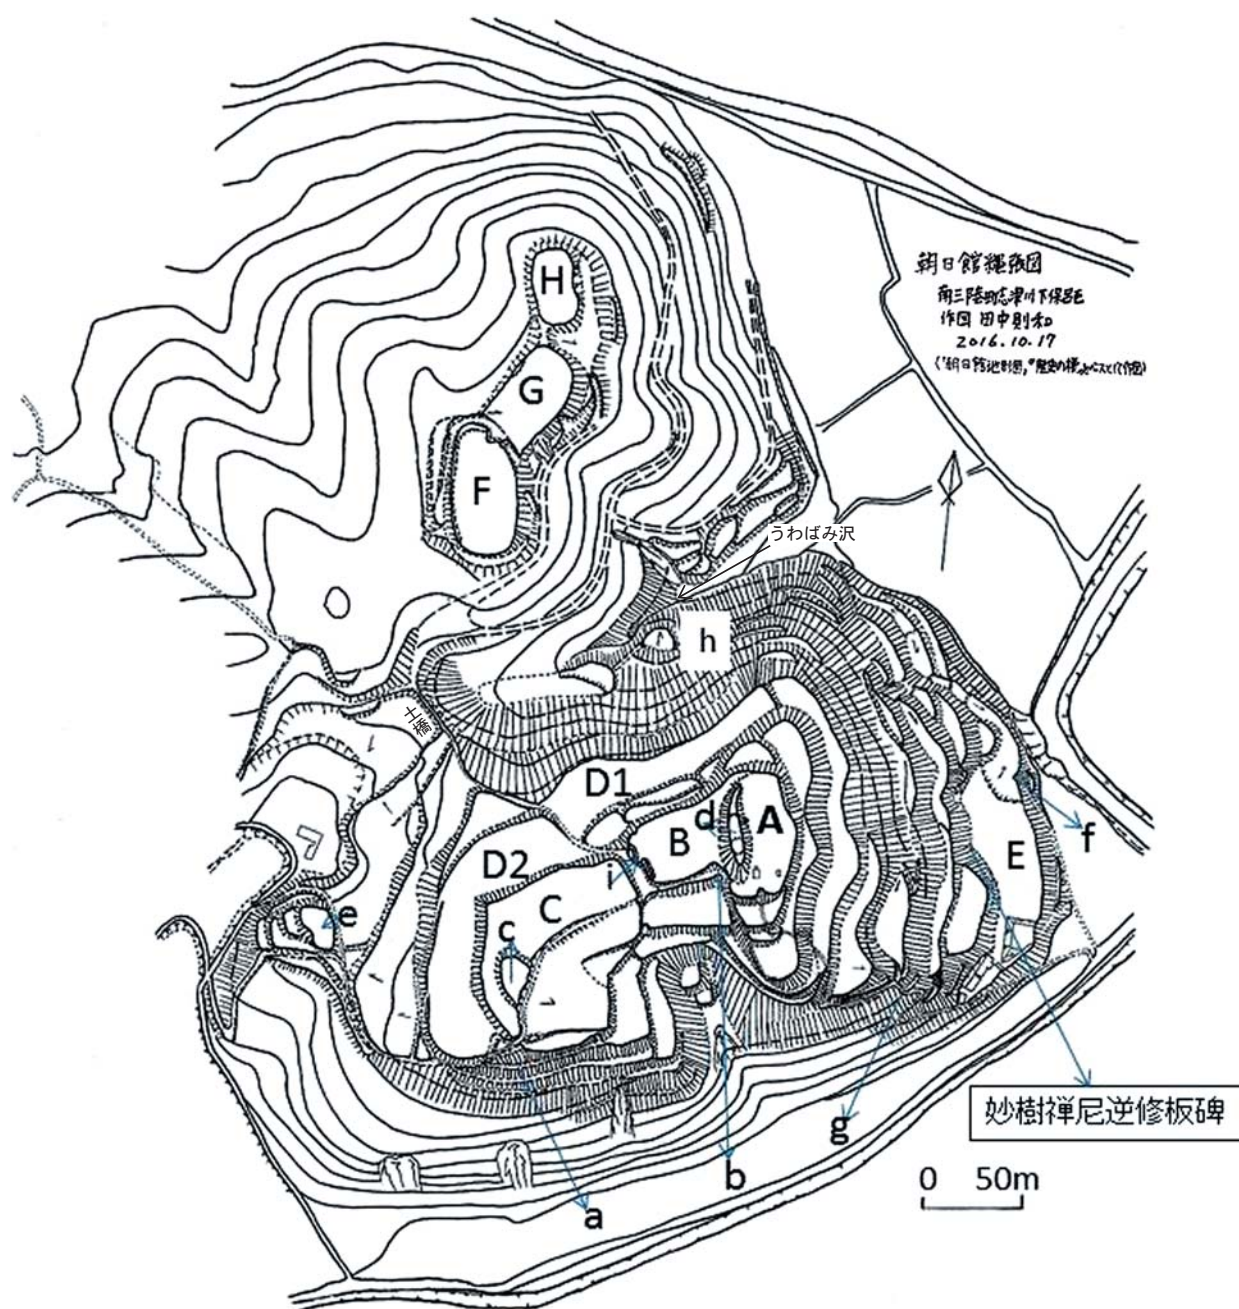 朝日館縄張図
南三陸町志津川下保呂毛
作図 田中則和
2016.10.17
H
G
F
うわばみ沢
h
土橋
D1
d
A
B
i
D2
C
c
e
E
f
妙樹禅尼逆修板碑
g
b
a
0 50m